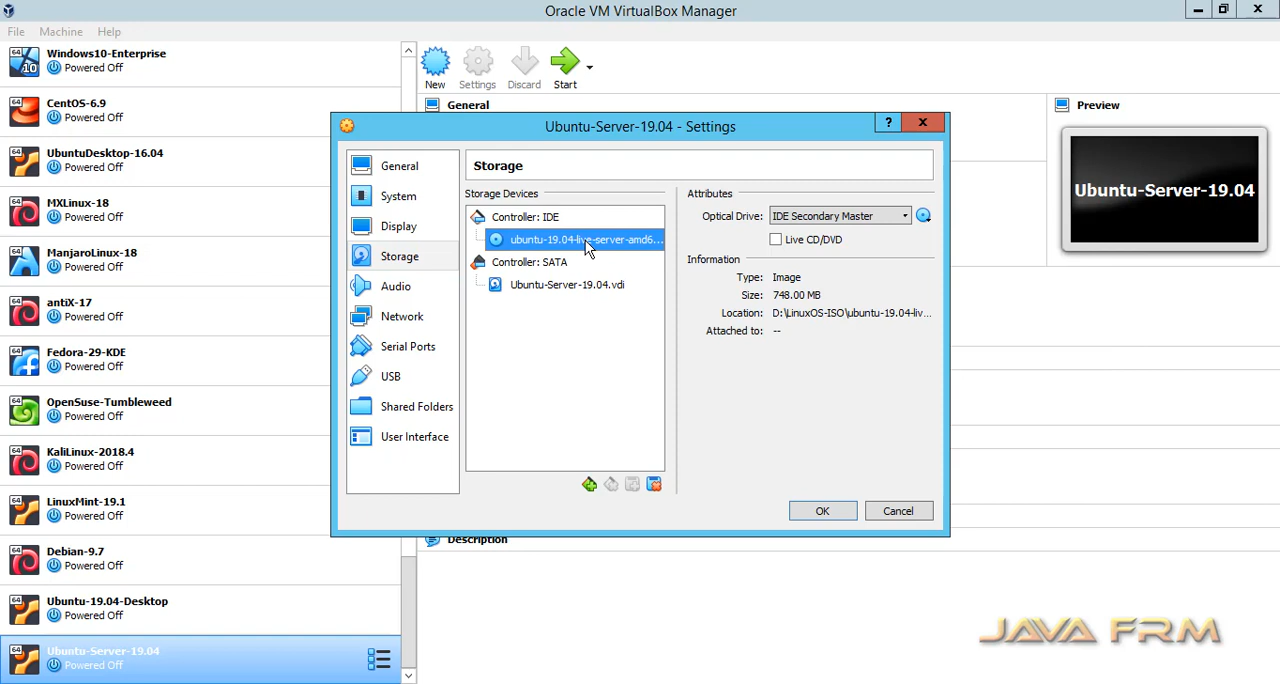 Oracle VM VirtualBox Manager
File Machine Help
Windows10-Enterprise
Powered Off
CentOS-6.9
Powered Off
UbuntuDesktop-16.04
Powered Off
MXLinux-18
Powered Off
ManjaroLinux-18
Powered Off
antiX-17
Powered Off
Fedora-29-KDE
Powered Off
OpenSuse-Tumbleweed
Powered Off
KaliLinux-2018.4
Powered Off
LinuxMint-19.1
Powered Off
Debian-9.7
Powered Off
Ubuntu-19.04-Desktop
Powered Off
Ubuntu-Server-19.04
Powered Off
New Settings Discard Start
General
Preview
Ubuntu-Server-19.04
Ubuntu-Server-19.04 - Settings
?
General
System
Display
Storage
Audio
Network
Serial Ports
USB
Shared Folders
User Interface
Storage
Storage Devices
Controller: IDE
ubuntu-19.04-live-server-amd6...
Controller: SATA
Ubuntu-Server-19.04.vdi
Attributes
Optical Drive: IDE Secondary Master
Live CD/DVD
Information
Type: Image
Size: 748.00 MB
Location: D:\LinuxOS-ISO\ubuntu-19.04-liv...
Attached to: --
OK Cancel
Description
JAVA FRM